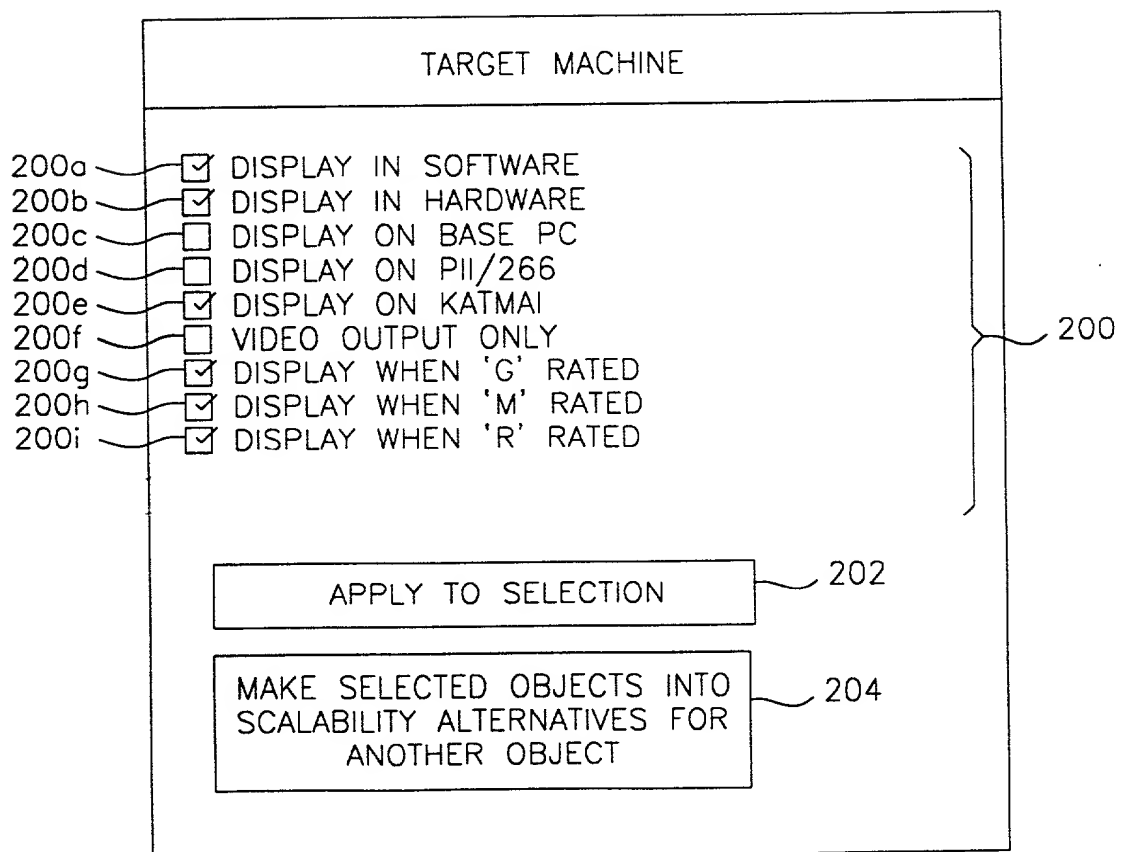 TARGET MACHINE
200a DISPLAY IN SOFTWARE
200b DISPLAY IN HARDWARE
200c DISPLAY ON BASE PC
200d DISPLAY ON PII/266
200e DISPLAY ON KATMAI
200f VIDEO OUTPUT ONLY
200
200g DISPLAY WHEN 'G' RATED
200h DISPLAY WHEN 'M' RATED
200i DISPLAY WHEN 'R' RATED
APPLY TO SELECTION
202
MAKE SELECTED OBJECTS INTO
SCALABILITY ALTERNATIVES FOR
ANOTHER OBJECT
204